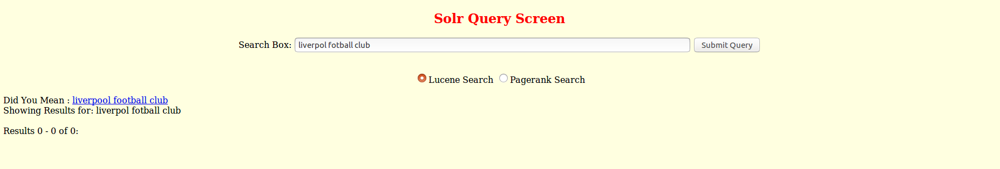 Solr Query Screen
Search Box: liverpol fotball club Submit Query
Lucene Search Pagerank Search
Did You Mean : liverpool football club
Showing Results for: liverpol fotball club
Results 0 - 0 of 0: